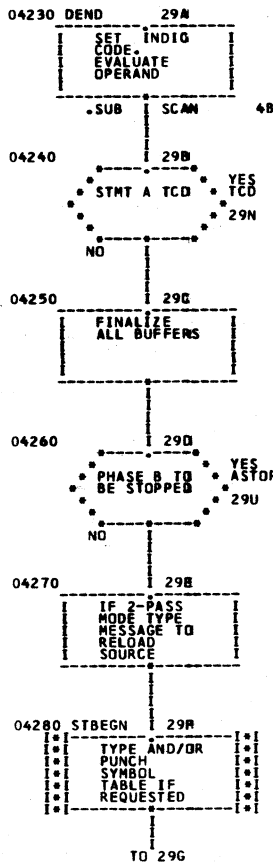 04230 DEND 29A
SET INDIG
CODE.
EVALUATE
OPERAND
.SUB SCAN 4B
04240 29B
STMT A TCD
YES
TCD
29N
NO
04250 29C
FINALIZE
ALL BUFFERS
04260 29D
PHASE B TO
BE STOPPED
YES
ASTOP
29U
NO
04270 29E
IF 2-PASS
MODE TYPE
MESSAGE TO
RELOAD
SOURCE
04280 STBEGN 29F
TYPE AND/OR
PUNCH
SYMBOL
TABLE IF
REQUESTED
TO 29G